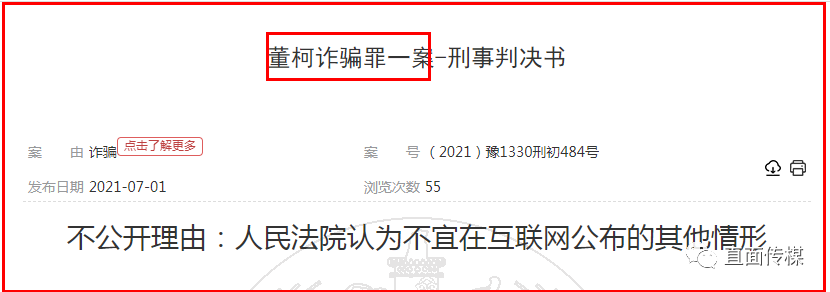 董柯诈骗罪一案-刑事判决书
案 由 诈骗 点击了解更多 案 号 （2021）豫1330刑初484号
发布日期 2021-07-01 浏览次数 55
不公开理由：人民法院认为不宜在互联网公布的其他情形
直面传媒